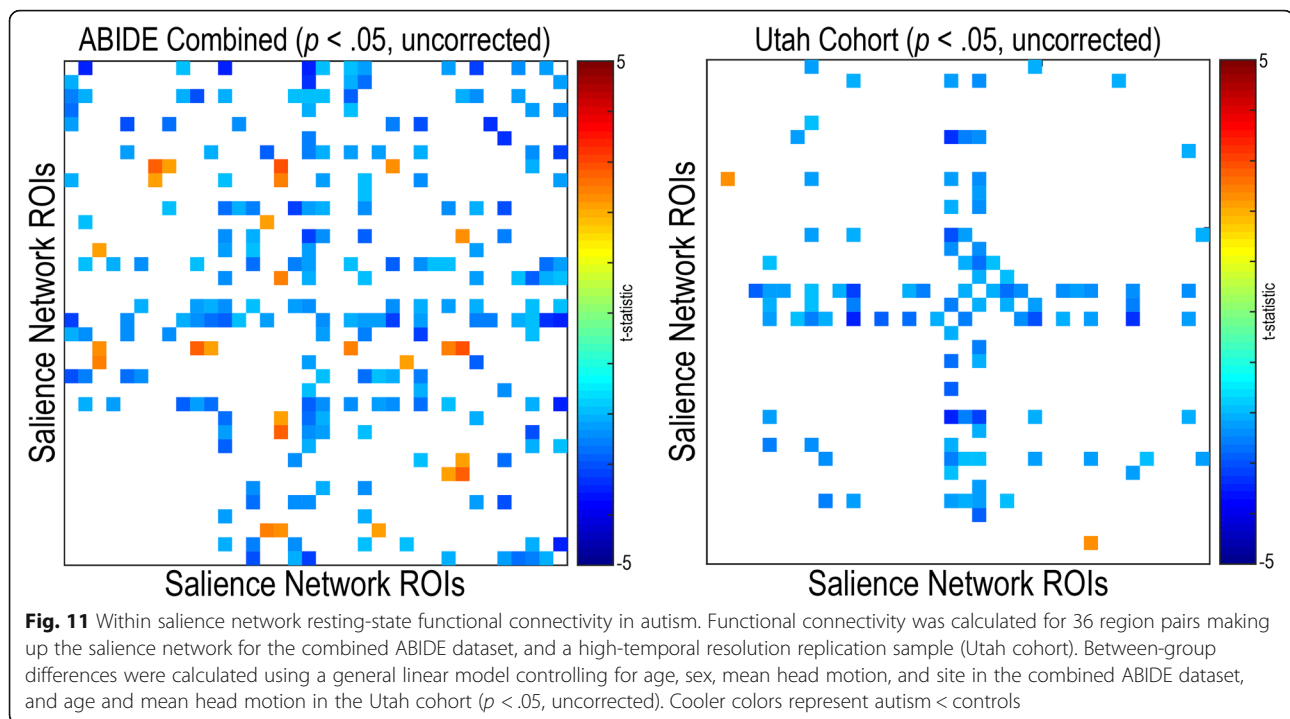 ABIDE Combined (p < .05, uncorrected)
Salience Network ROIs
Salience Network ROIs
5
t-statistic
-5
Utah Cohort (p < .05, uncorrected)
Salience Network ROIs
Salience Network ROIs
5
t-statistic
-5
Fig. 11 Within salience network resting-state functional connectivity in autism. Functional connectivity was calculated for 36 region pairs making
up the salience network for the combined ABIDE dataset, and a high-temporal resolution replication sample (Utah cohort). Between-group
differences were calculated using a general linear model controlling for age, sex, mean head motion, and site in the combined ABIDE dataset,
and age and mean head motion in the Utah cohort (p < .05, uncorrected). Cooler colors represent autism < controls